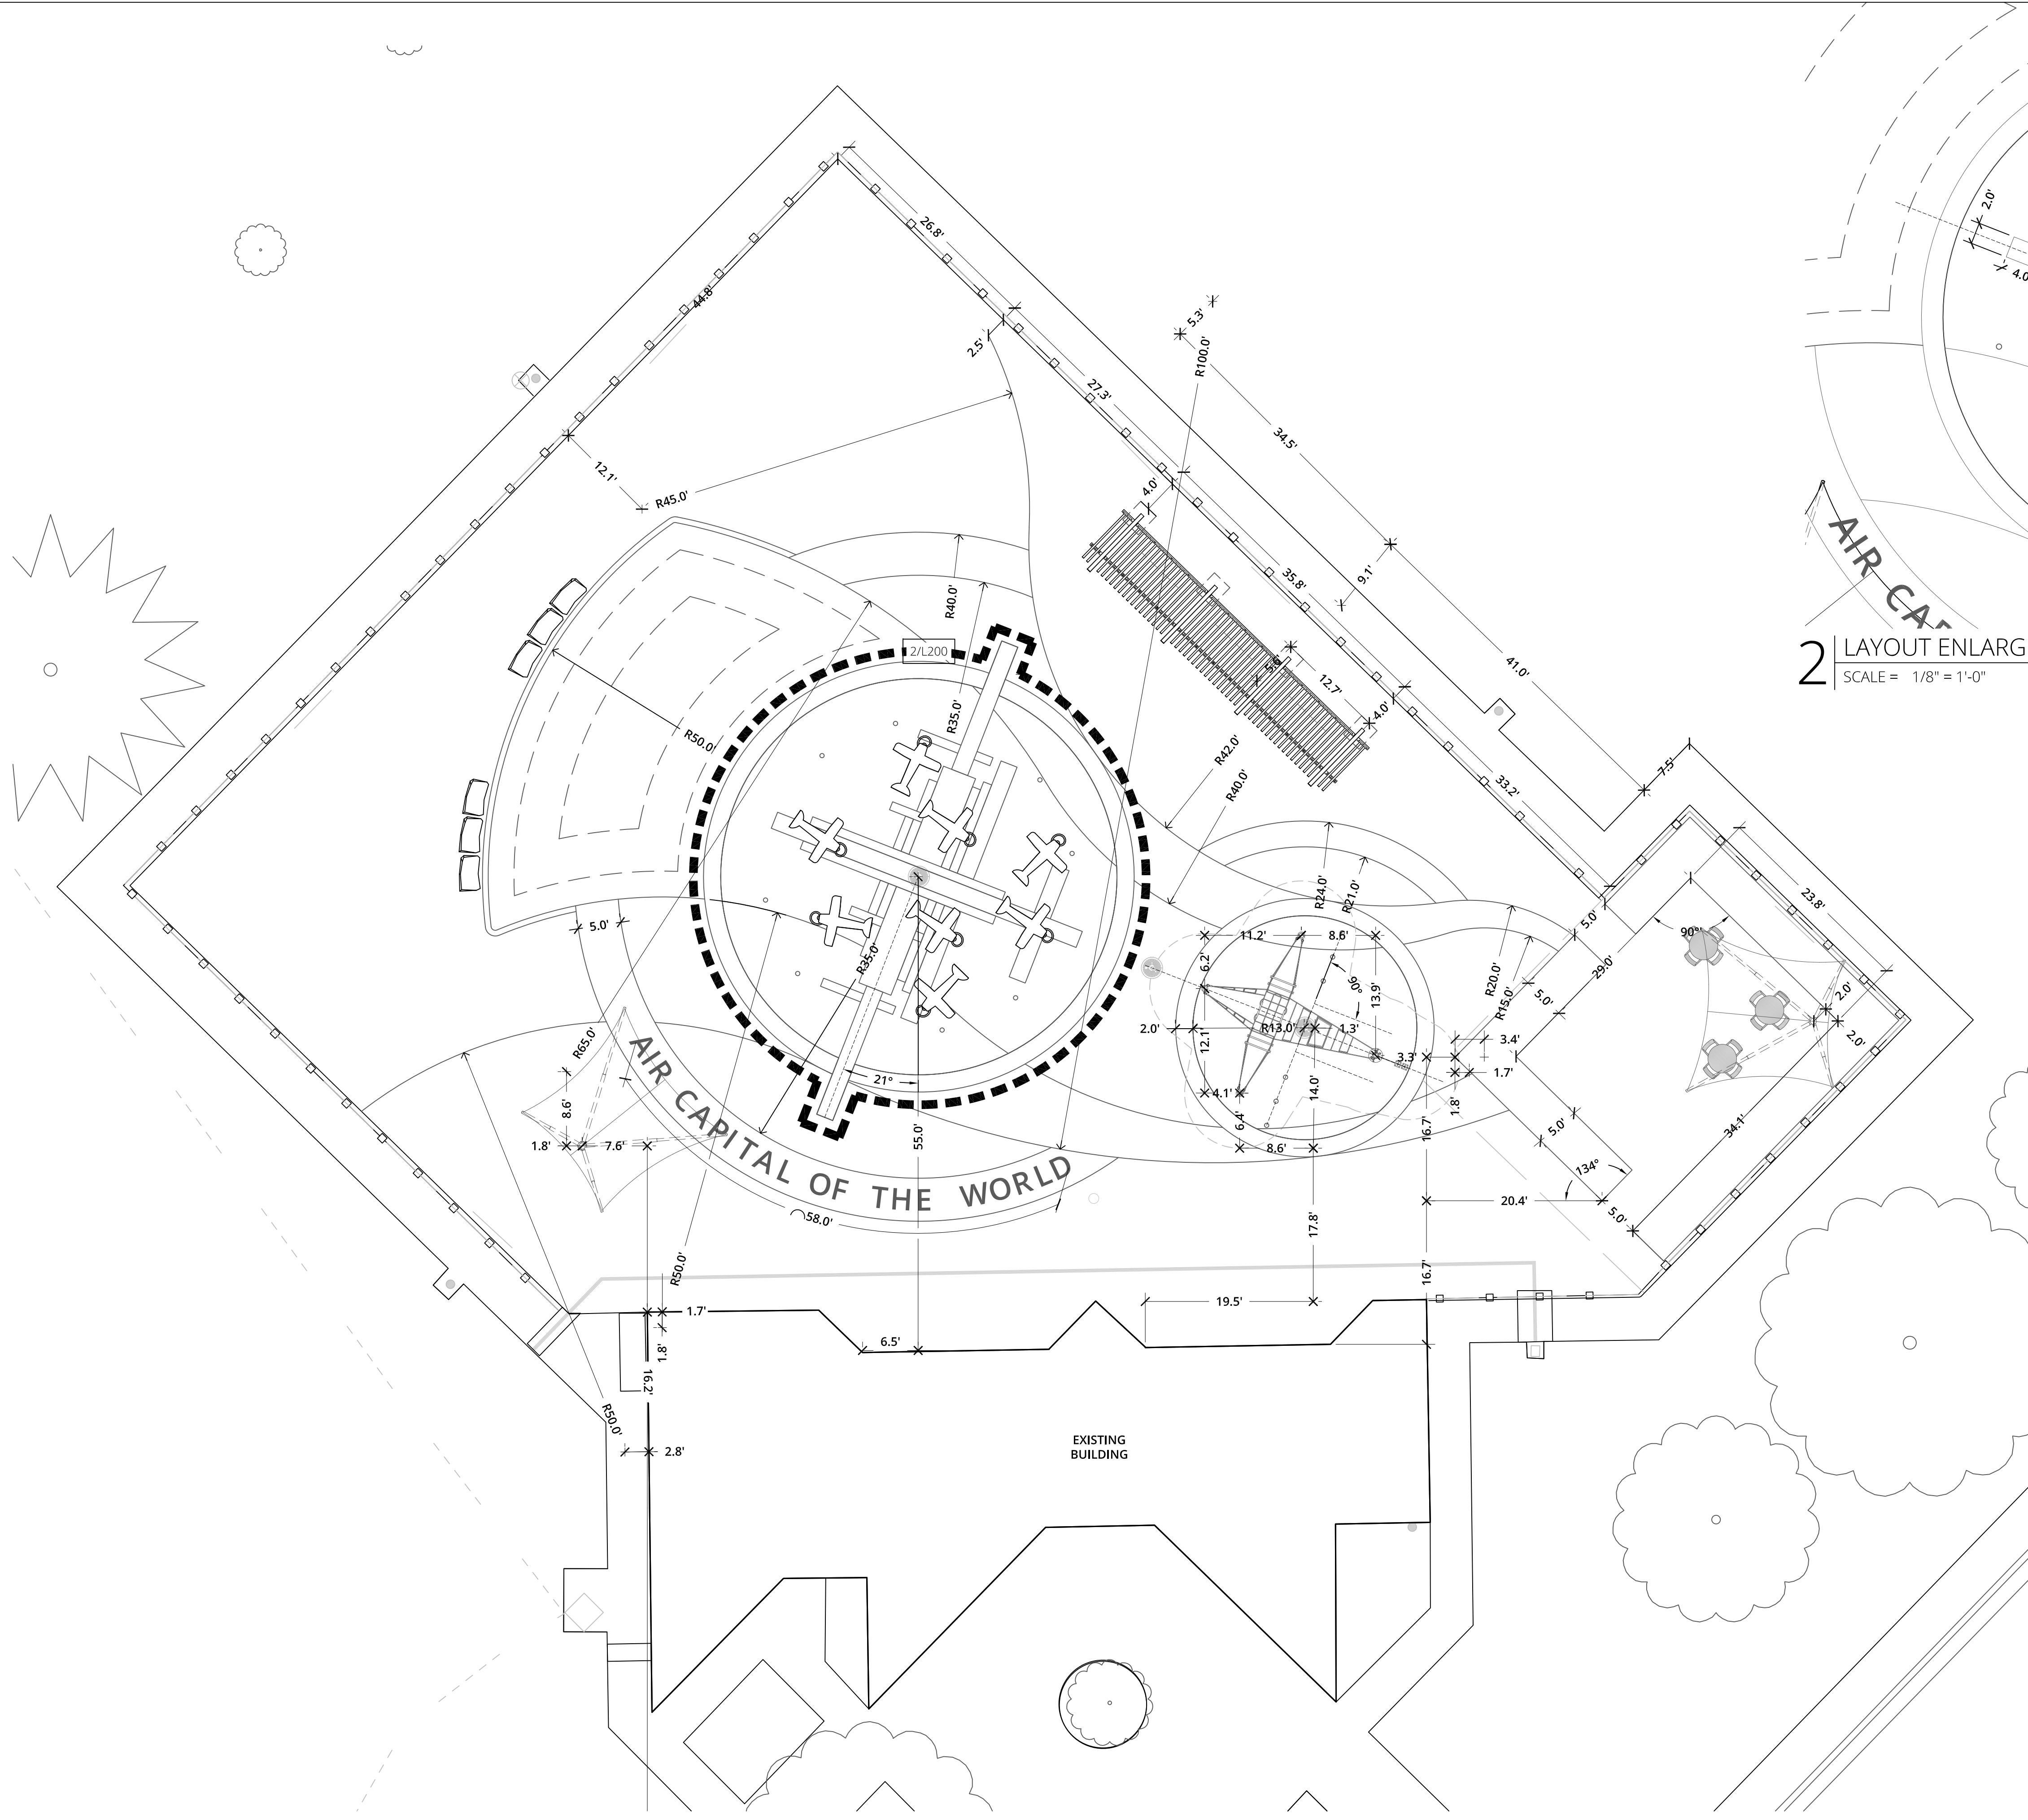 2.0'
4.0
26.8'
44.8'
5.3'
2.5'
R100.0'
27.3'
34.5'
12.1'
R45.0'
4.0'
AIR CAP
35.8'
9.1'
R40.0'
2/L200
2 LAYOUT ENLARG
SCALE = 1/8" = 1'-0"
5.6'
12.7'
41.0'
R35.0'
4.0'
R50.0'
R42.0'
7.5'
R40.0'
33.2'
R24.0'
R21.0'
23.8'
5.0'
5.0'
90°
11.2'
8.6'
R35.0'
6.2'
29.0'
R20.0'
90°
13.9'
5.0'
2.0'
R15.0'
R65.0'
2.0'
12.1'
R13.0'
1.3'
3.4'
2.0'
3.3'
1.7'
21°
14.0'
4.1'
8.6'
1.8'
6.4'
16.7'
34.1'
5.0'
55.0'
1.8'
7.6'
8.6'
134°
AIR CAPITAL OF THE WORLD
20.4'
58.0'
17.8'
5.0'
R50.0'
16.7'
19.5'
1.7'
6.5'
1.8'
16.2'
R50.0'
2.8'
EXISTING
BUILDING